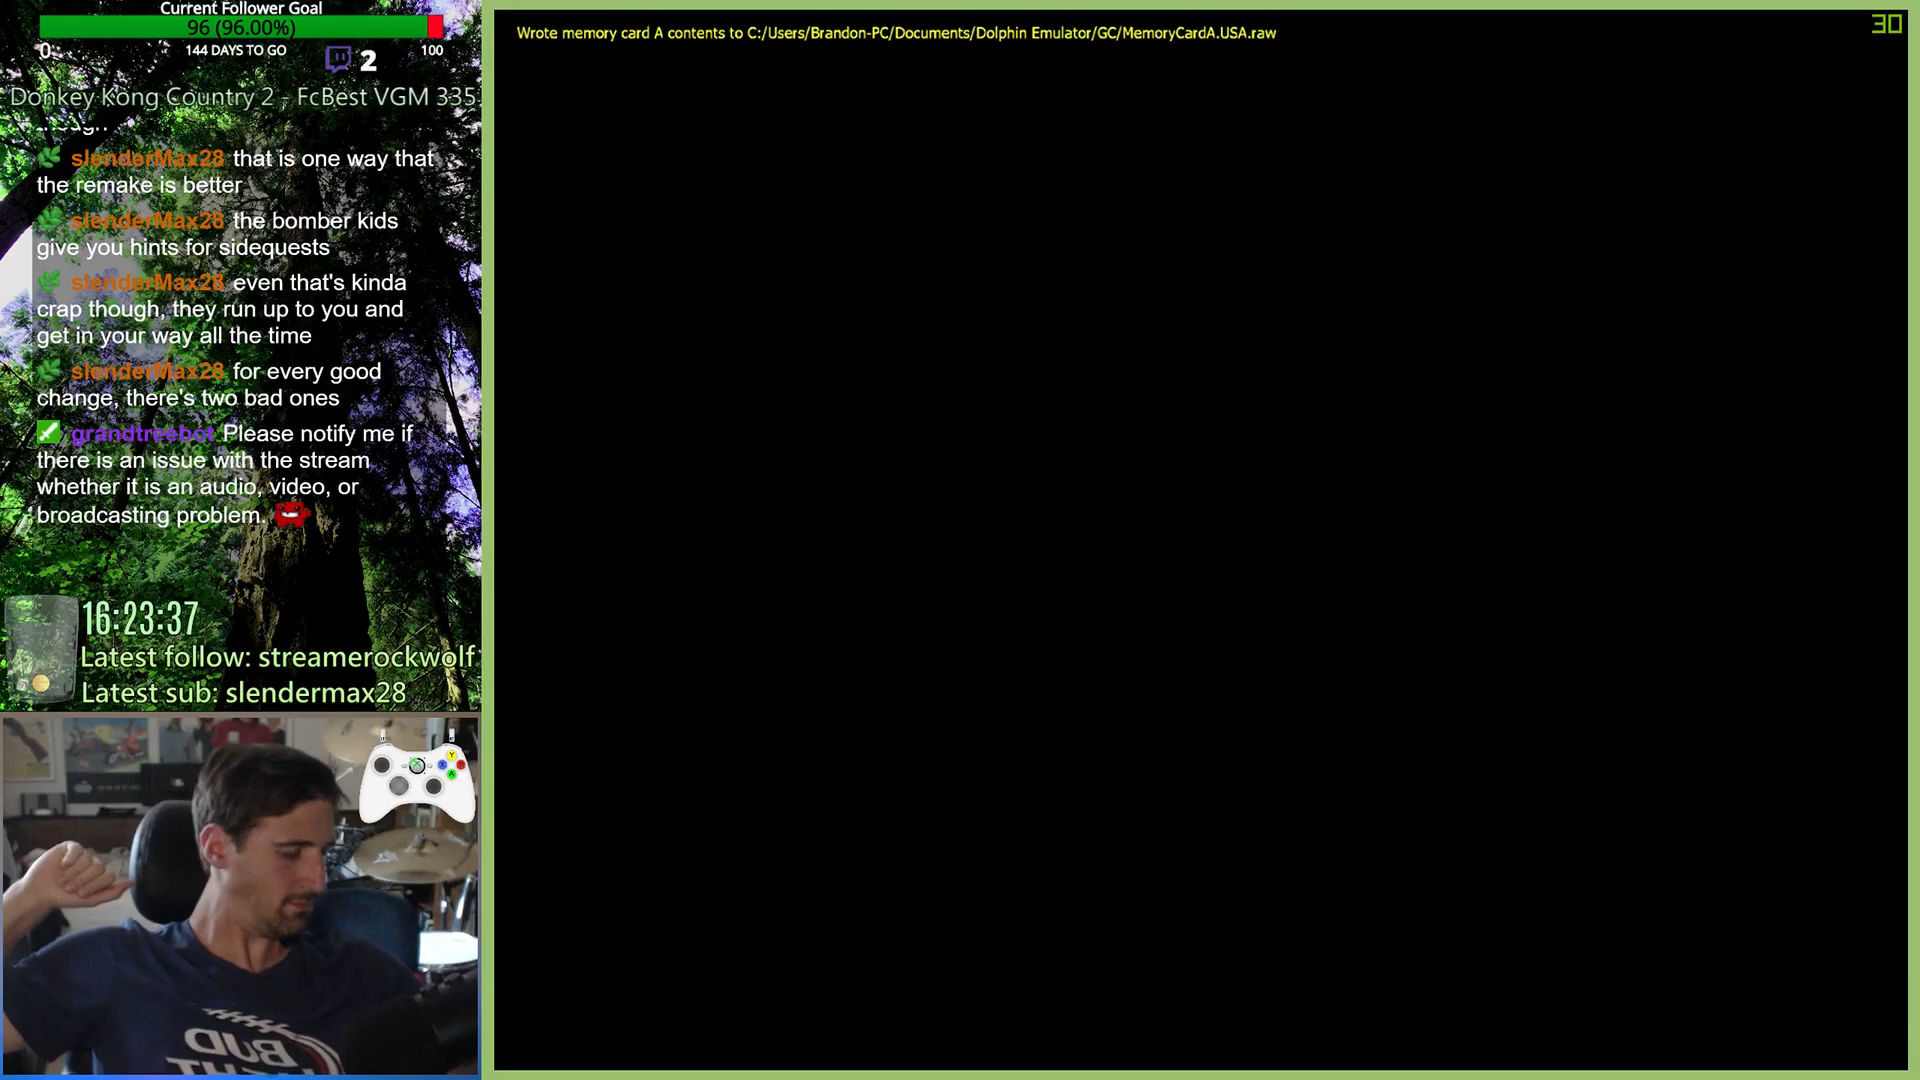 Current Follower Goal
96 (96.00%)
0
144 DAYS TO GO
100
2
Donkey Kong Country 2 - FcBest VGM 335
though
slenderMax28 that is one way that
the remake is better
slenderMax28 the bomber kids
give you hints for sidequests
slenderMax28 even that's kinda
crap though, they run up to you and
get in your way all the time
slenderMax28 for every good
change, there's two bad ones
grandtreebot Please notify me if
there is an issue with the stream
whether it is an audio, video, or
broadcasting problem.
16:23:37
Latest follow: streamerockwolf
Latest sub: slendermax28
Y
X
B
A
BUD
Wrote memory card A contents to C:/Users/Brandon-PC/Documents/Dolphin Emulator/GC/MemoryCardA.USA.raw
30